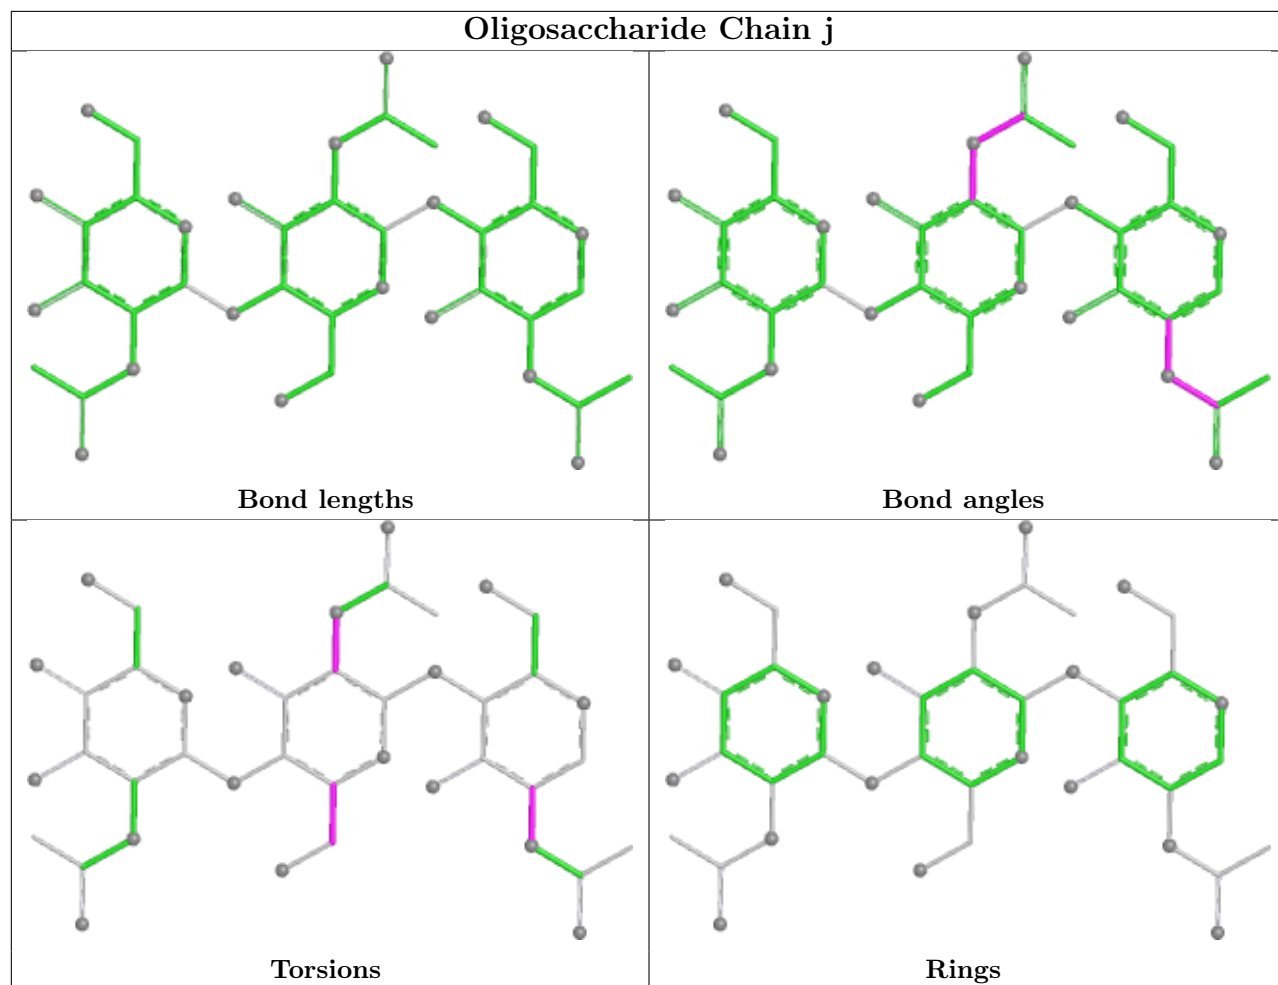 Oligosaccharide Chain j
Bond lengths
Bond angles
Torsions
Rings